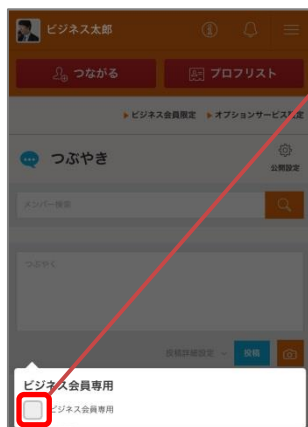 ビジネス太郎
つながる
プロフリスト
▶ビジネス会員限定 ▶オプションサービス設定
つぶやき
公開設定
メンバー検索
つぶやく
投稿詳細設定
投稿
ビジネス会員専用
ビジネス会員専用